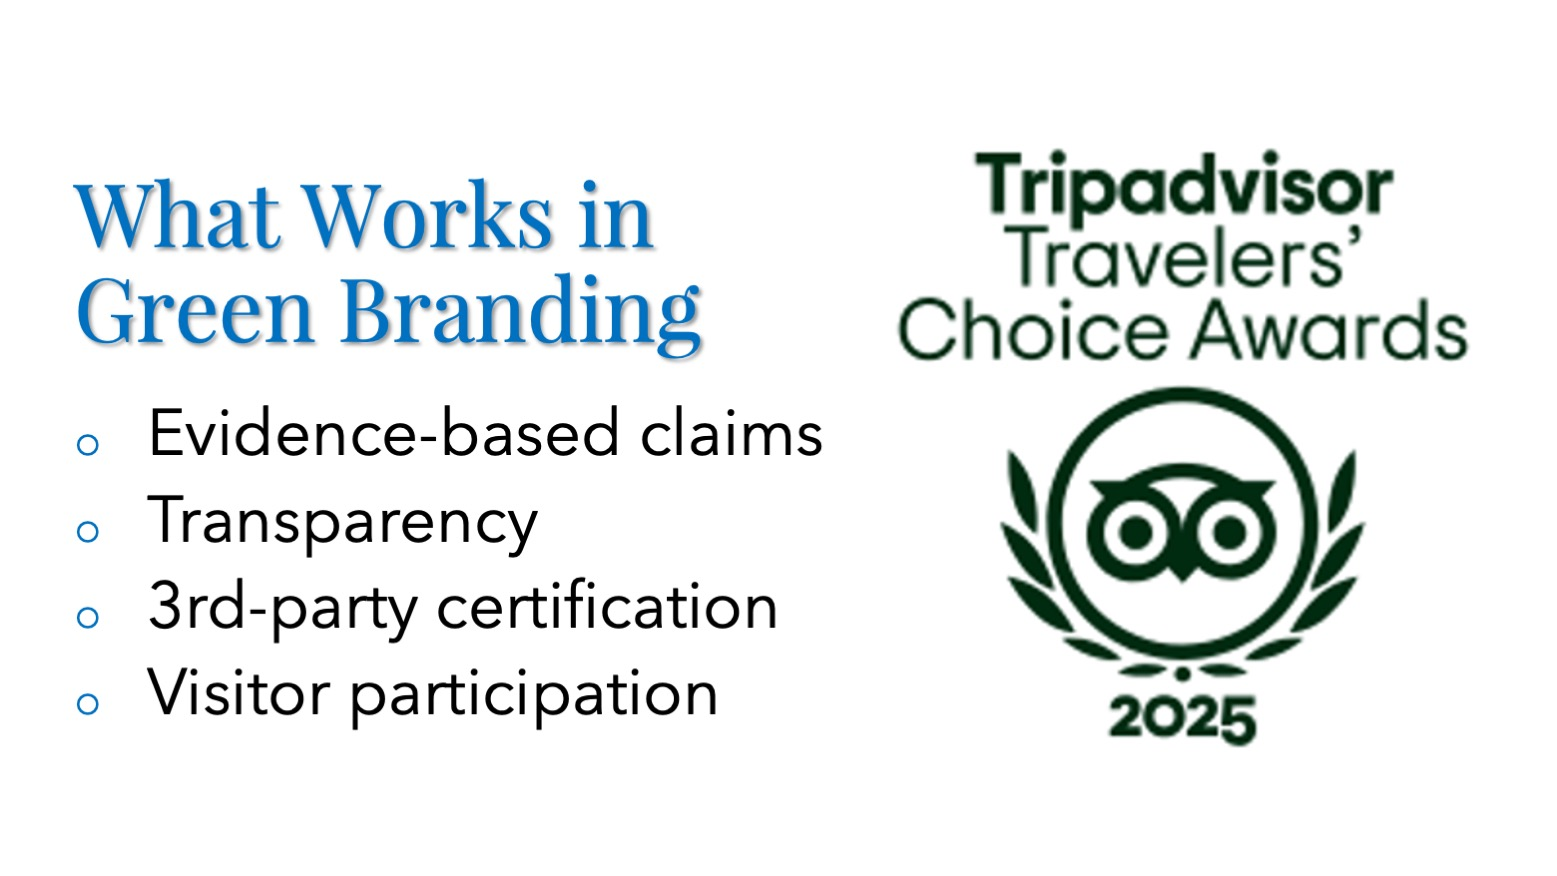 What Works in
Green Branding
Evidence-based claims
Transparency
3rd-party certification
Visitor participation
Tripadvisor
Travelers’
Choice Awards
2025